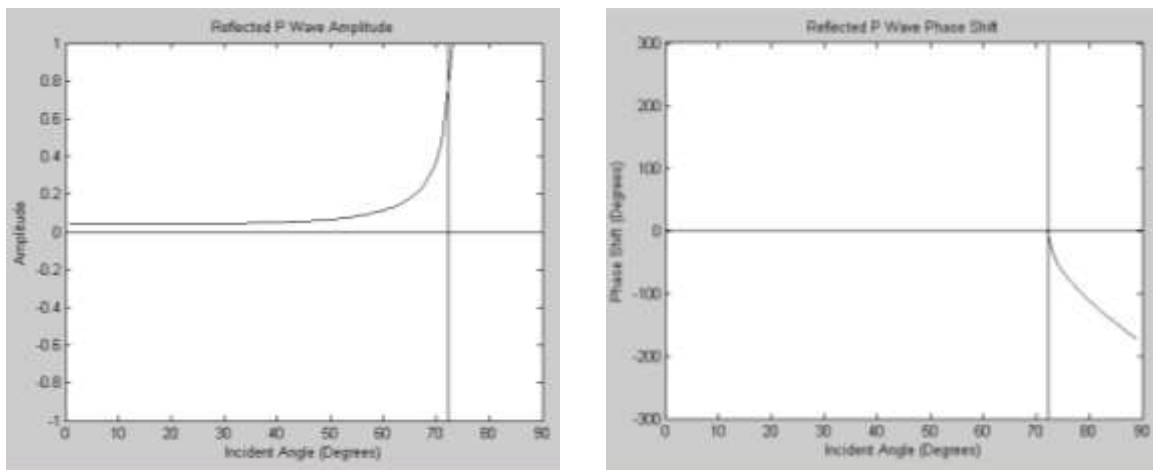 Reflected P Wave Amplitude
1
0.8
0.6
0.4
0.2
0
-0.2
-0.4
-0.6
-0.8
-1
Amplitude
0 10 20 30 40 50 60 70 80 90
Incident Angle (Degrees)
Reflected P Wave Phase Shift
300
200
100
0
-100
-200
-300
Phase Shift (Degrees)
0 10 20 30 40 50 60 70 80 90
Incident Angle (Degrees)